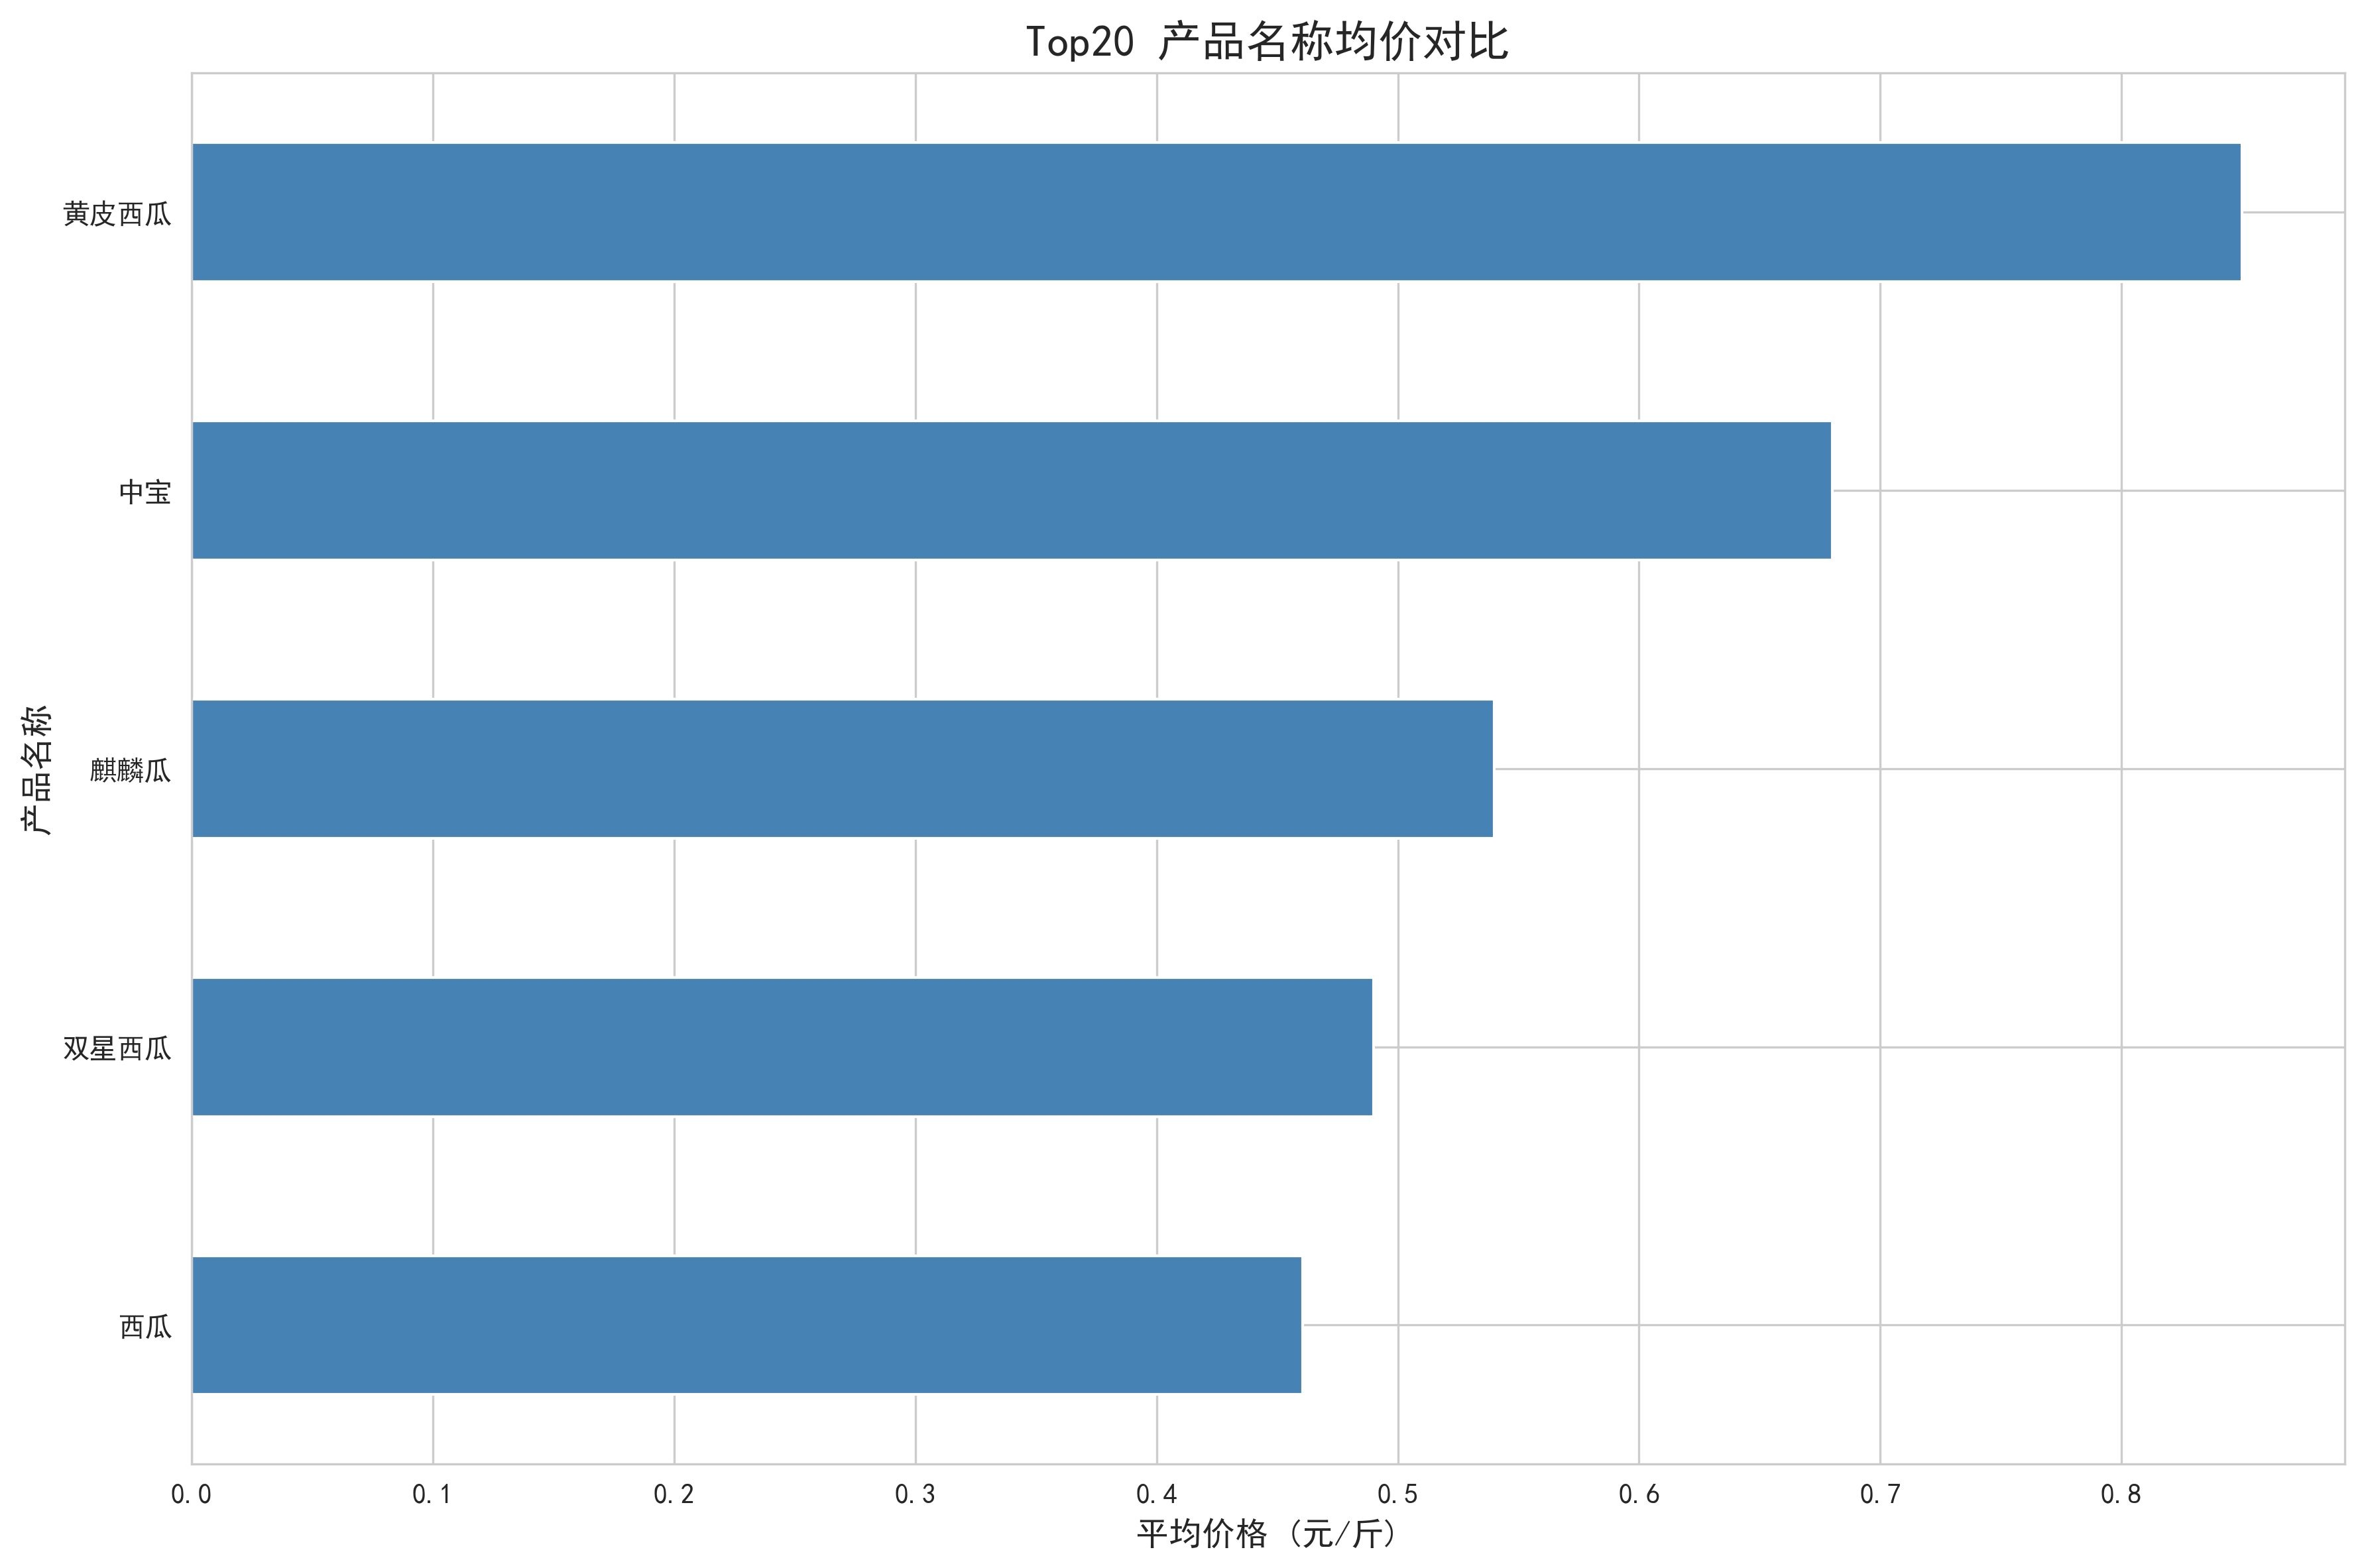 Top20 产品名称均价对比
产品名称
黄皮西瓜
中宝
麒麟瓜
双星西瓜
西瓜
0.0 0.1 0.2 0.3 0.4 0.5 0.6 0.7 0.8
平均价格（元/斤）